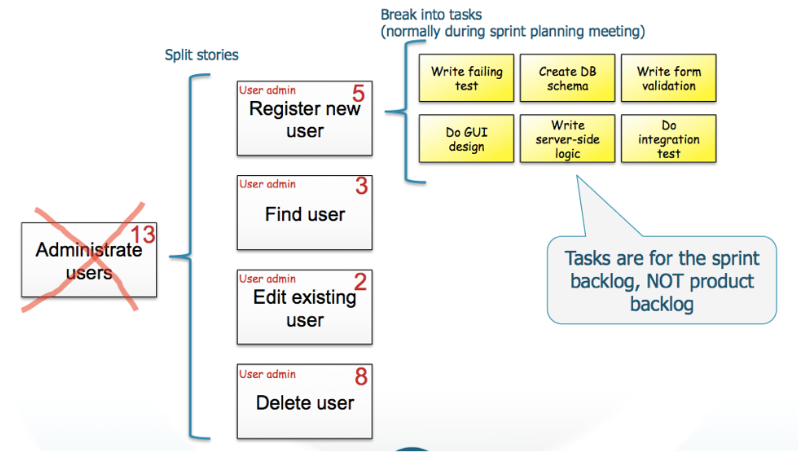 Break into tasks
(normally during sprint planning meeting)
Split stories
Write failing
test
Create DB
schema
Write form
validation
Do GUI
design
Write
server-side
logic
Do
integration
test
User admin
5
Register new
user
User admin
3
Find user
13
Administrate
users
User admin
2
Edit existing
user
User admin
8
Delete user
Tasks are for the sprint
backlog, NOT product
backlog